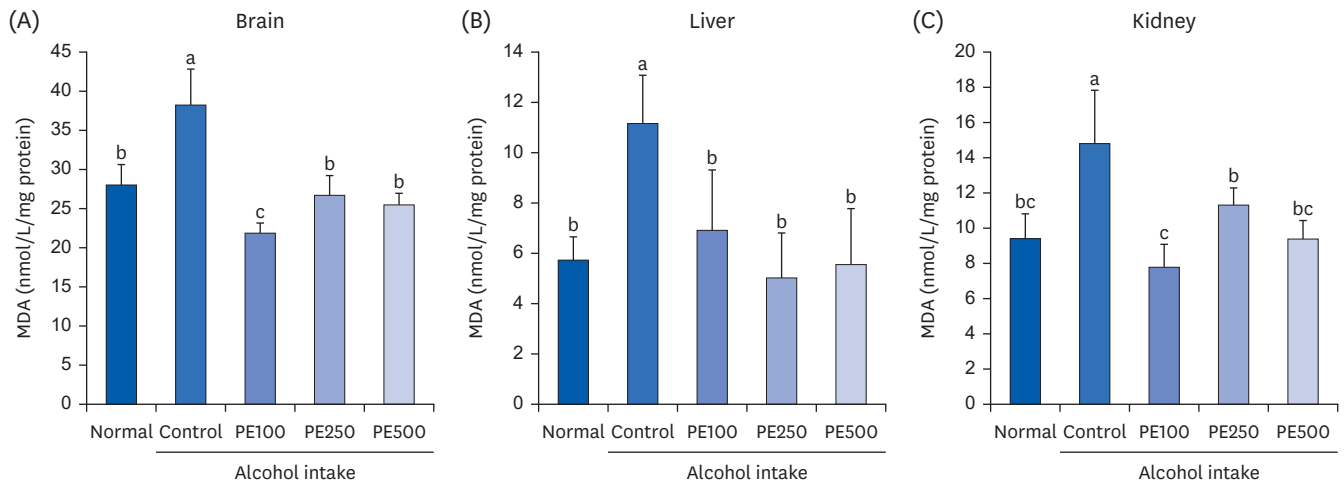 (A)
Brain
MDA (nmol/L/mg protein)
45
40
35
30
25
20
15
10
5
0
b
a
c
b
b
Normal Control PE100 PE250 PE500
Alcohol intake
(B)
Liver
MDA (nmol/L/mg protein)
14
12
10
8
6
4
2
0
b
a
b
b
b
Normal Control PE100 PE250 PE500
Alcohol intake
(C)
Kidney
MDA (nmol/L/mg protein)
20
18
16
14
12
10
8
6
4
2
0
bc
a
c
b
bc
Normal Control PE100 PE250 PE500
Alcohol intake